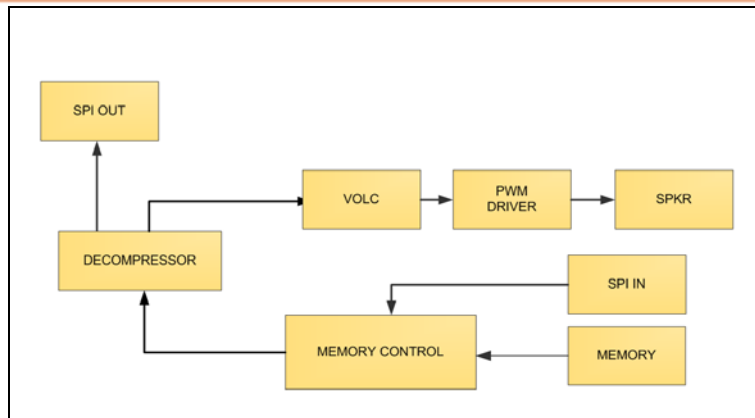 SPI OUT
VOLC
PWM
DRIVER
SPKR
DECOMPRESSOR
SPI IN
MEMORY CONTROL
MEMORY